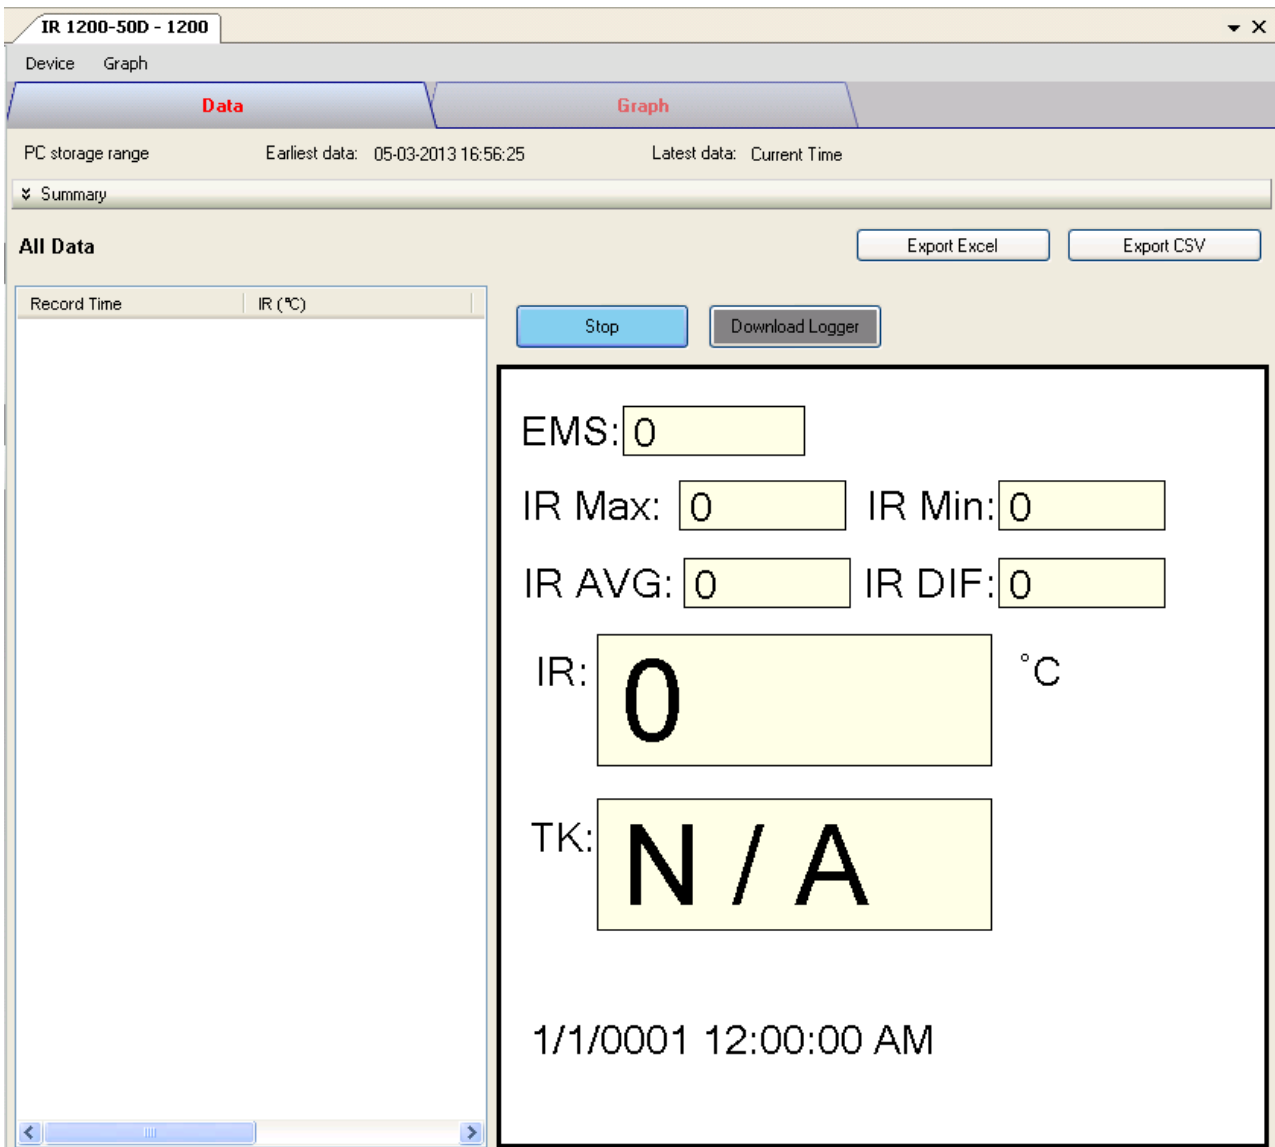 IR 1200-50D - 1200
Device Graph
Data Graph
PC storage range Earliest data: 05-03-2013 16:56:25 Latest data: Current Time
Summary
All Data Export Excel Export CSV
Record Time IR (℃)
Stop Download Logger
EMS: 0
IR Max: 0 IR Min: 0
IR AVG: 0 IR DIF: 0
IR: 0 °C
TK: N / A
1/1/0001 12:00:00 AM